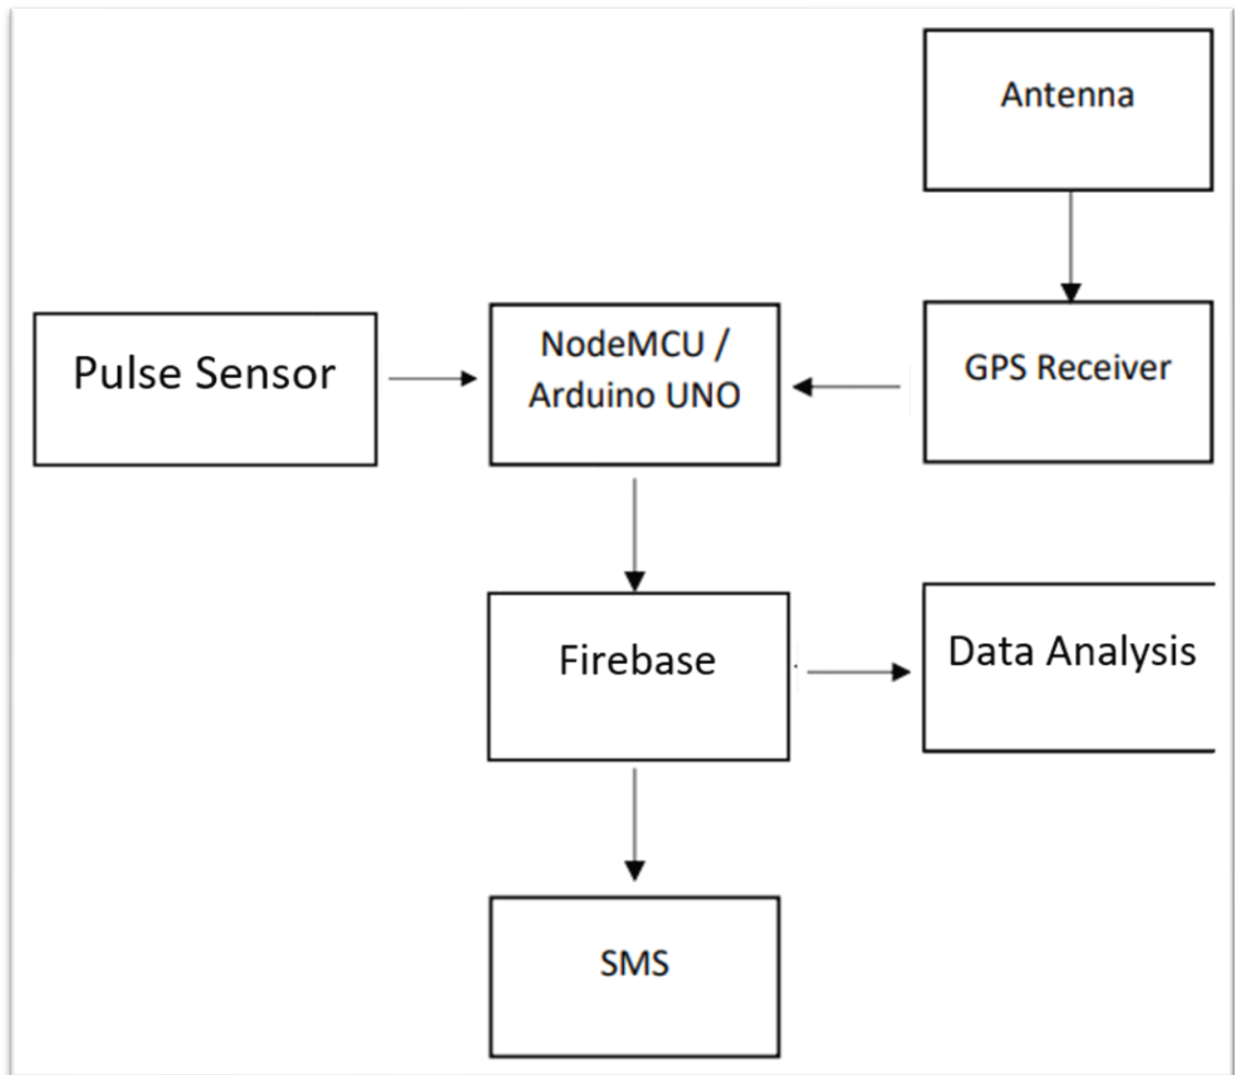 Antenna
Pulse Sensor
NodeMCU /
Arduino UNO
GPS Receiver
Firebase
Data Analysis
SMS